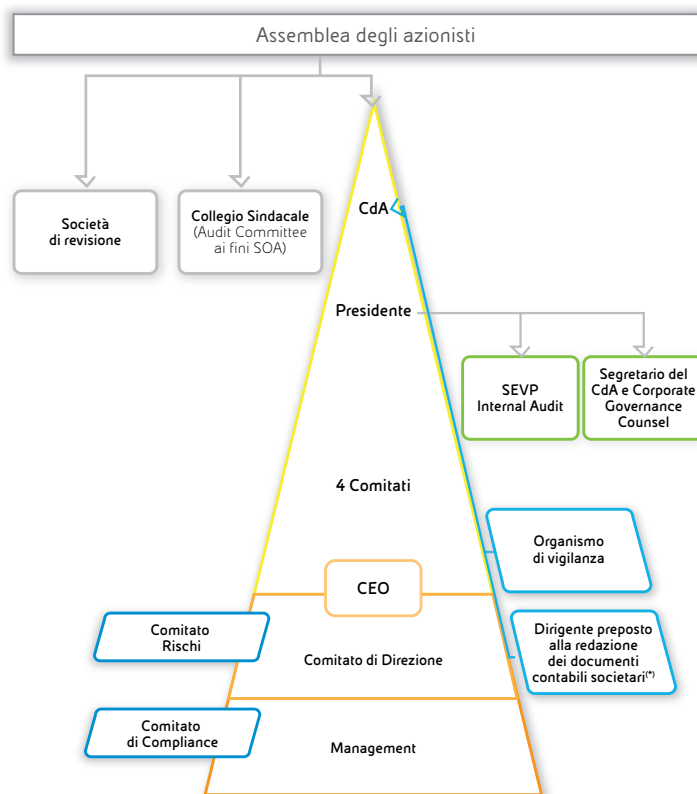 Assemblea degli azionisti
CdA
Società
di revisione
Collegio Sindacale
(Audit Committee
ai fini SOA)
Presidente
SEVP
Internal Audit
Segretario del
CdA e Corporate
Governance
Counsel
4 Comitati
Organismo
di vigilanza
CEO
Comitato
Rischi
Comitato di Direzione
Dirigente preposto
alla redazione
dei documenti
contabili societari(*)
Comitato
di Compliance
Management